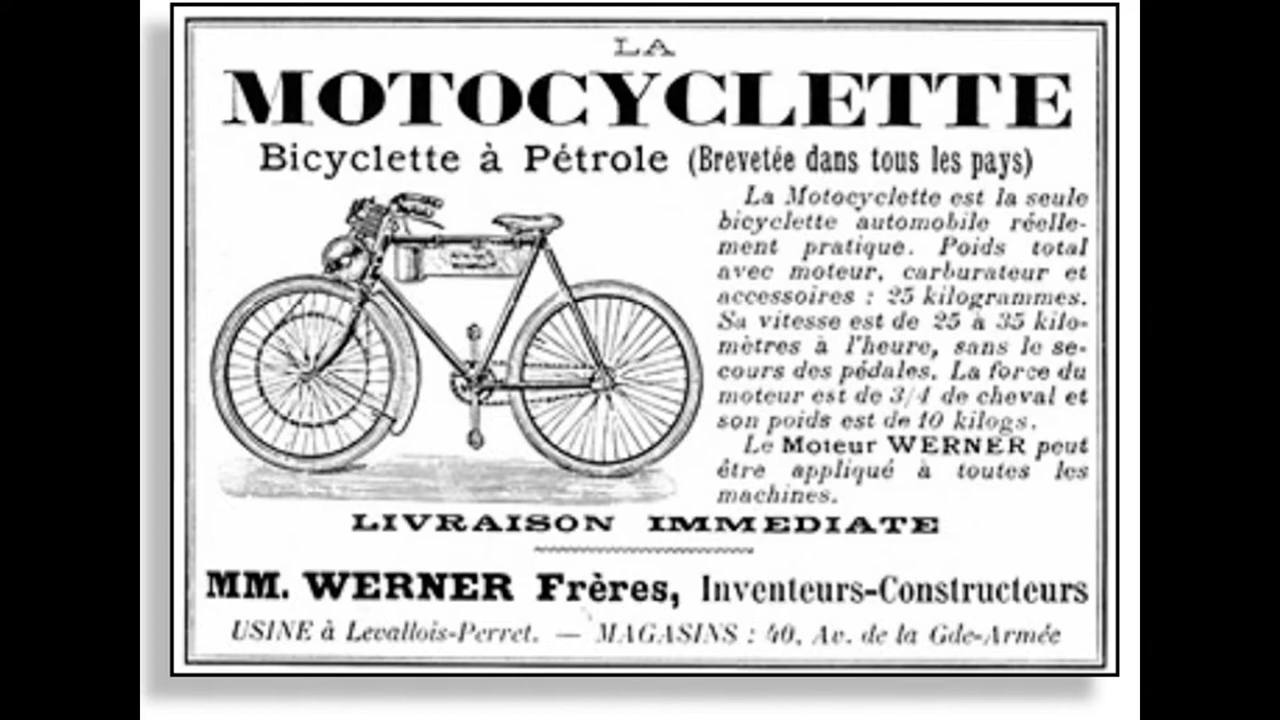 LA
MOTOCYCLETTE
Bicyclette à Pétrole (Brevetée dans tous les pays)
La Motocyclette est la seule
bicyclette automobile réelle-
ment pratique. Poids total
avec moteur, carburateur et
accessoires : 25 kilogrammes.
Sa vitesse est de 25 à 35 kilo-
mètres à l'heure, sans le se-
cours des pédales. La force du
moteur est de 3/4 de cheval et
son poids est de 10 kilogs.
Le Moteur WERNER peut
être appliqué à toutes les
machines.
LIVRAISON IMMEDIATE
MM. WERNER Frères, Inventeurs-Constructeurs
USINE à Levallois-Perret. — MAGASINS : 40, Av. de la Gde-Armée